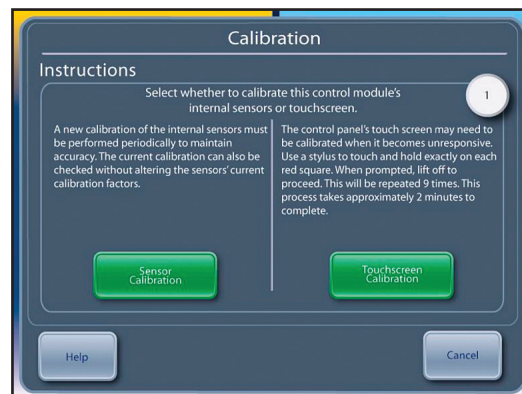 Calibration
Instructions
Select whether to calibrate this control module's
internal sensors or touchscreen.
1
A new calibration of the internal sensors must
be performed periodically to maintain
accuracy. The current calibration can also be
checked without altering the sensors' current
calibration factors.
The control panel's touch screen may need to
be calibrated when it becomes unresponsive.
Use a stylus to touch and hold exactly on each
red square. When prompted, lift off to
proceed. This will be repeated 9 times. This
process takes approximately 2 minutes to
complete.
Sensor
Calibration
Touchscreen
Calibration
Help
Cancel